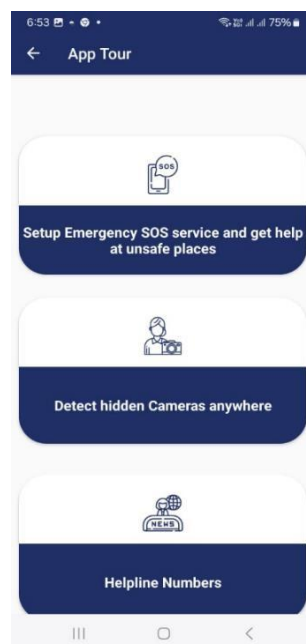 6:53
75%
App Tour
SOS
Setup Emergency SOS service and get help
at unsafe places
Detect hidden Cameras anywhere
NEWS
Helpline Numbers